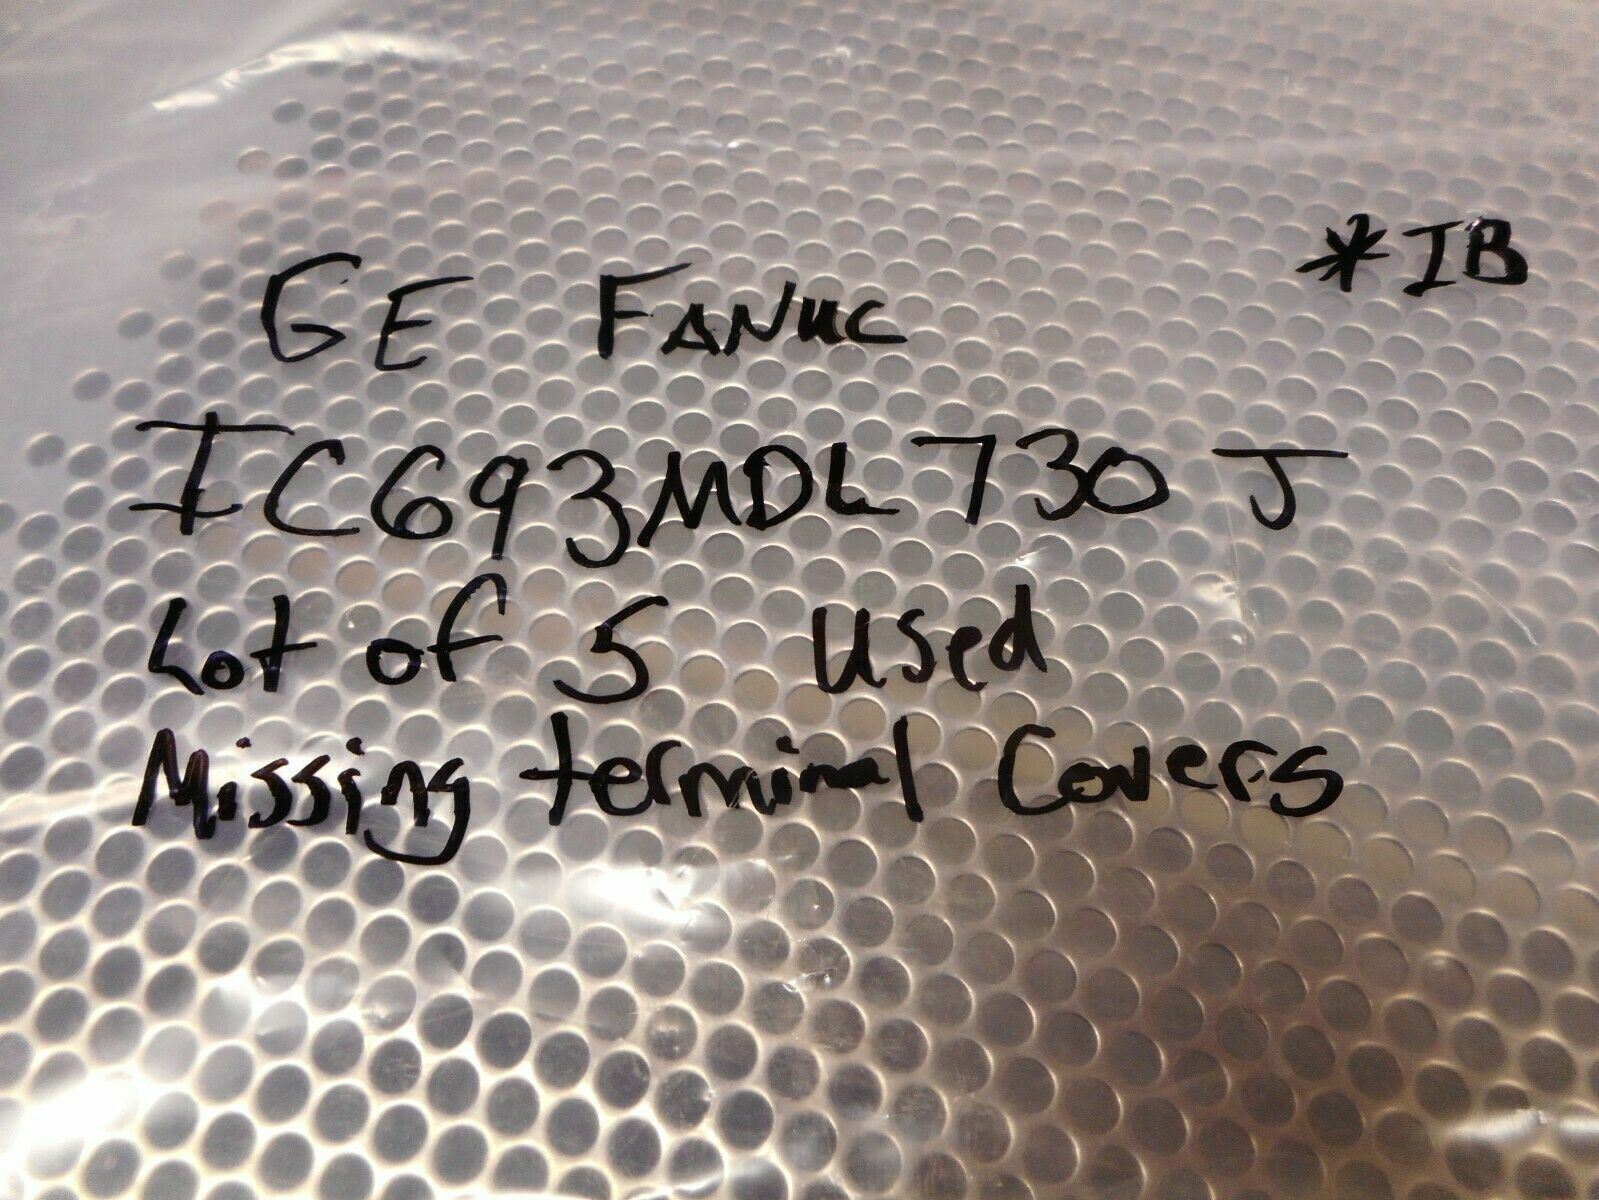 *IB
GE FANUC
IC693MDL730 J
Lot of 5 Used
Missing terminal Covers